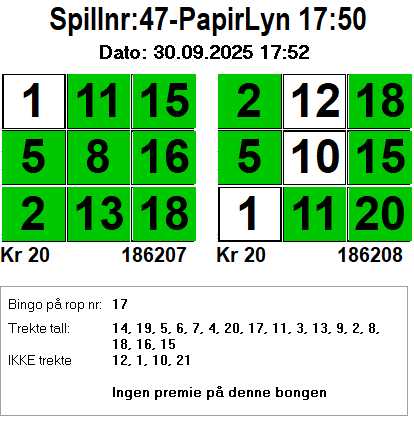 Spillnr:47-PapirLyn 17:50
Dato: 30.09.2025 17:52
1 11 15 2 12 18
5 8 16 5 10 15
2 13 18 1 11 20
Kr 20 186207 Kr 20 186208
Bingo på rop nr: 17
Trekte tall: 14, 19, 5, 6, 7, 4, 20, 17, 11, 3, 13, 9, 2, 8,
18, 16, 15
IKKE trekte 12, 1, 10, 21
Ingen premie på denne bongen